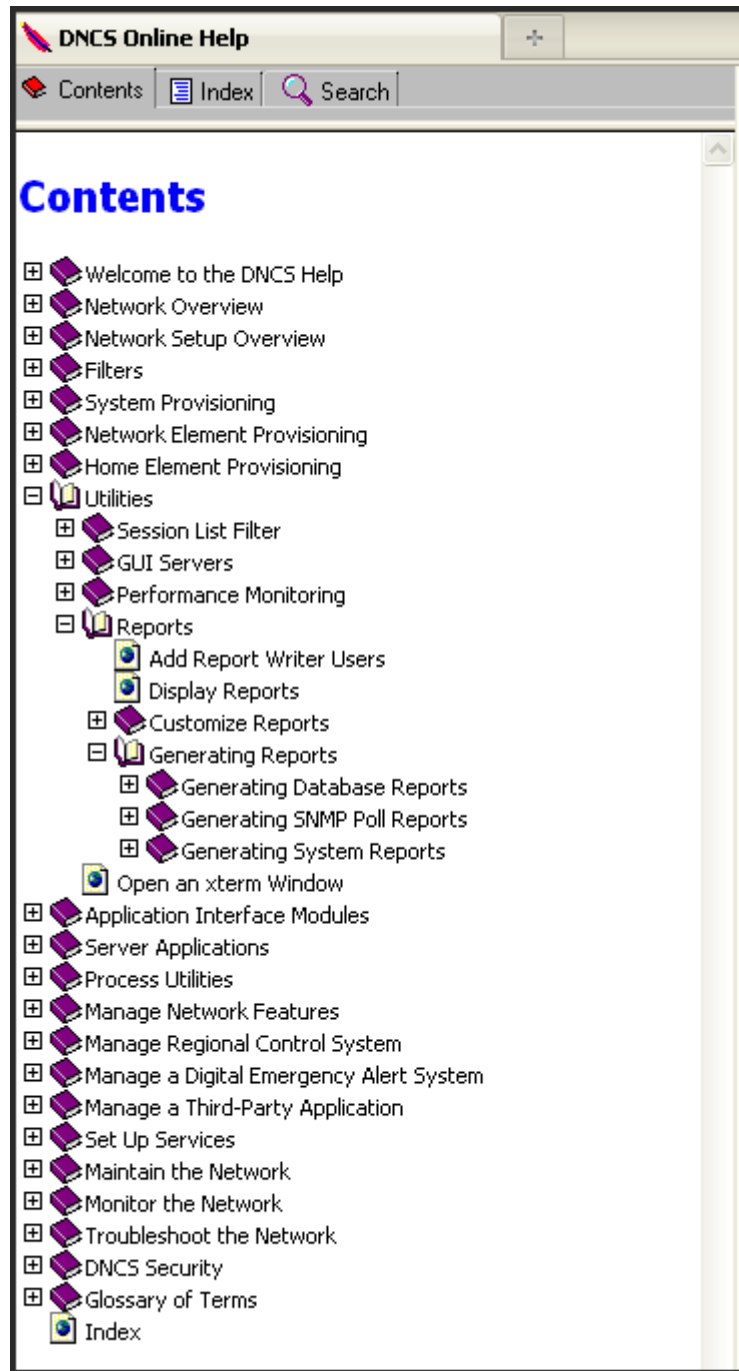 DNCS Online Help
Contents Index Search
Contents
Welcome to the DNCS Help
Network Overview
Network Setup Overview
Filters
System Provisioning
Network Element Provisioning
Home Element Provisioning
Utilities
Session List Filter
GUI Servers
Performance Monitoring
Reports
Add Report Writer Users
Display Reports
Customize Reports
Generating Reports
Generating Database Reports
Generating SNMP Poll Reports
Generating System Reports
Open an xterm Window
Application Interface Modules
Server Applications
Process Utilities
Manage Network Features
Manage Regional Control System
Manage a Digital Emergency Alert System
Manage a Third-Party Application
Set Up Services
Maintain the Network
Monitor the Network
Troubleshoot the Network
DNCS Security
Glossary of Terms
Index